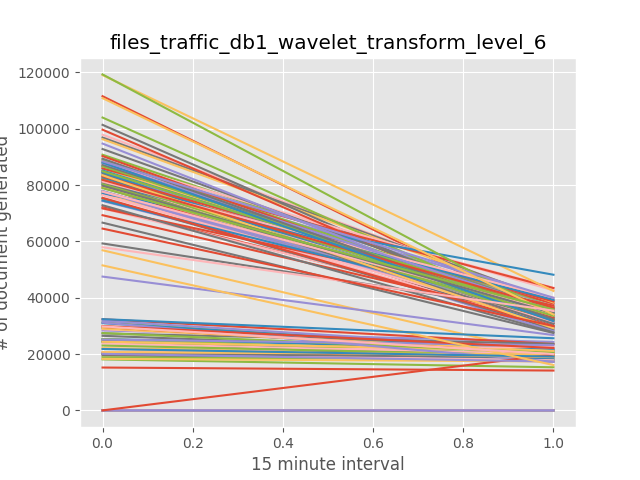 files_traffic_db1_wavelet_transform_level_6
# of document generated
120000
100000
80000
60000
40000
20000
0
0.0 0.2 0.4 0.6 0.8 1.0
15 minute interval